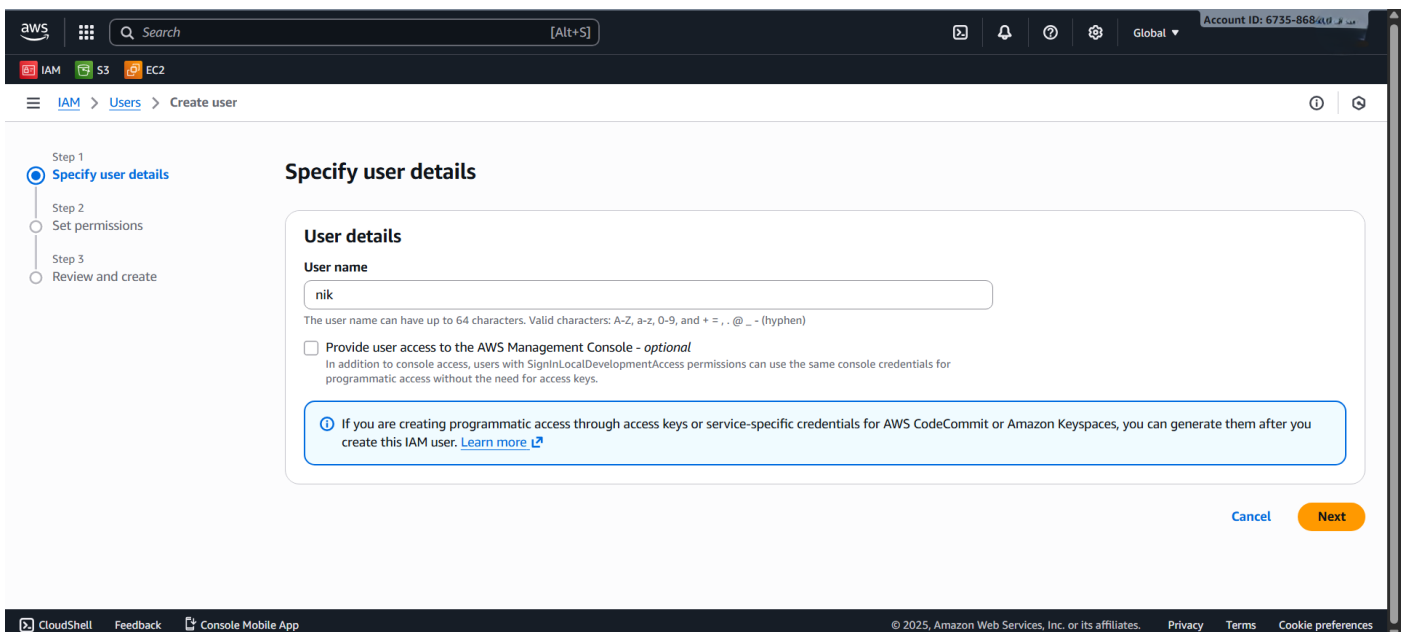 aws
Search [Alt+S]
Global
Account ID: 6735-868
IAM S3 EC2
IAM > Users > Create user
Step 1
Specify user details
Step 2
Set permissions
Step 3
Review and create
Specify user details
User details
User name
nik
The user name can have up to 64 characters. Valid characters: A-Z, a-z, 0-9, and + = , . @ _ - (hyphen)
Provide user access to the AWS Management Console - optional
In addition to console access, users with SignInLocalDevelopmentAccess permissions can use the same console credentials for
programmatic access without the need for access keys.
If you are creating programmatic access through access keys or service-specific credentials for AWS CodeCommit or Amazon Keyspaces, you can generate them after you
create this IAM user. Learn more
Cancel Next
CloudShell Feedback Console Mobile App © 2025, Amazon Web Services, Inc. or its affiliates. Privacy Terms Cookie preferences